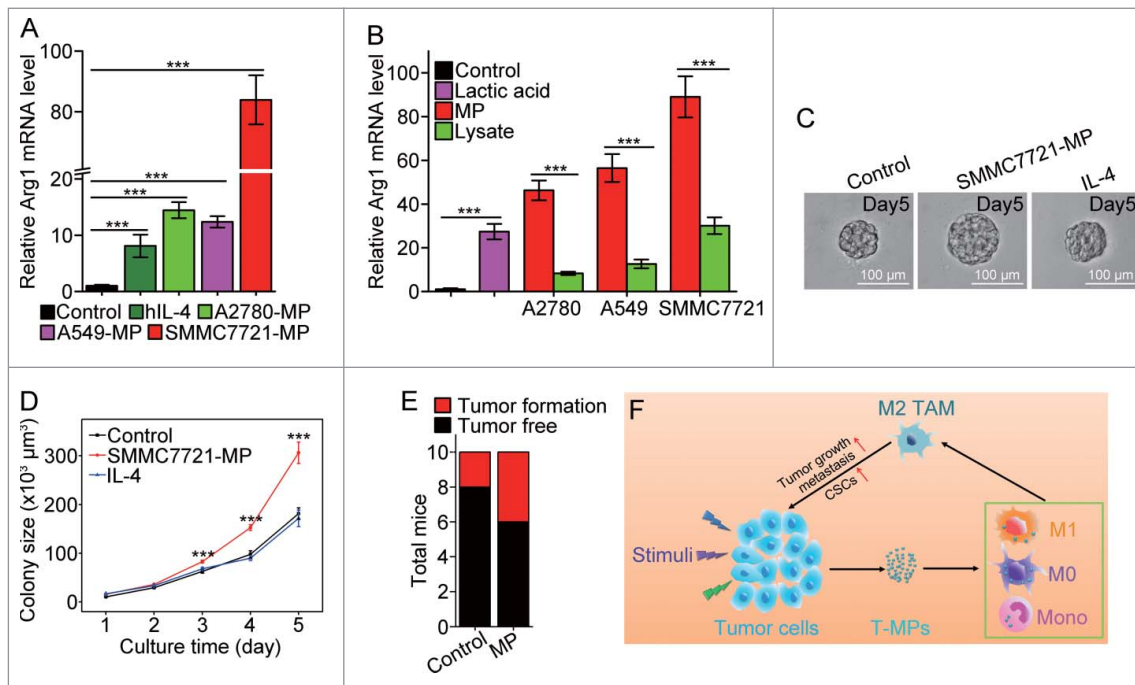 A
Relative Arg1 mRNA level
100
80
20
10
0
***
***
***
***
Control hIL-4 A2780-MP
A549-MP SMMC7721-MP
B
Relative Arg1 mRNA level
100
80
60
40
20
0
Control
Lactic acid
MP
Lysate
***
***
***
***
A2780 A549 SMMC7721
C
Control SMMC7721-MP IL-4
Day5 Day5 Day5
100 μm 100 μm 100 μm
D
Colony size (x10³ μm³)
300
200
100
0
Control
SMMC7721-MP
IL-4
***
***
***
1 2 3 4 5
Culture time (day)
E
Tumor formation
Tumor free
Total mice
10
8
6
4
2
0
Control MP
F
M2 TAM
Tumor growth
metastasis
CSCs
Stimuli
M1
M0
Mono
Tumor cells T-MPs